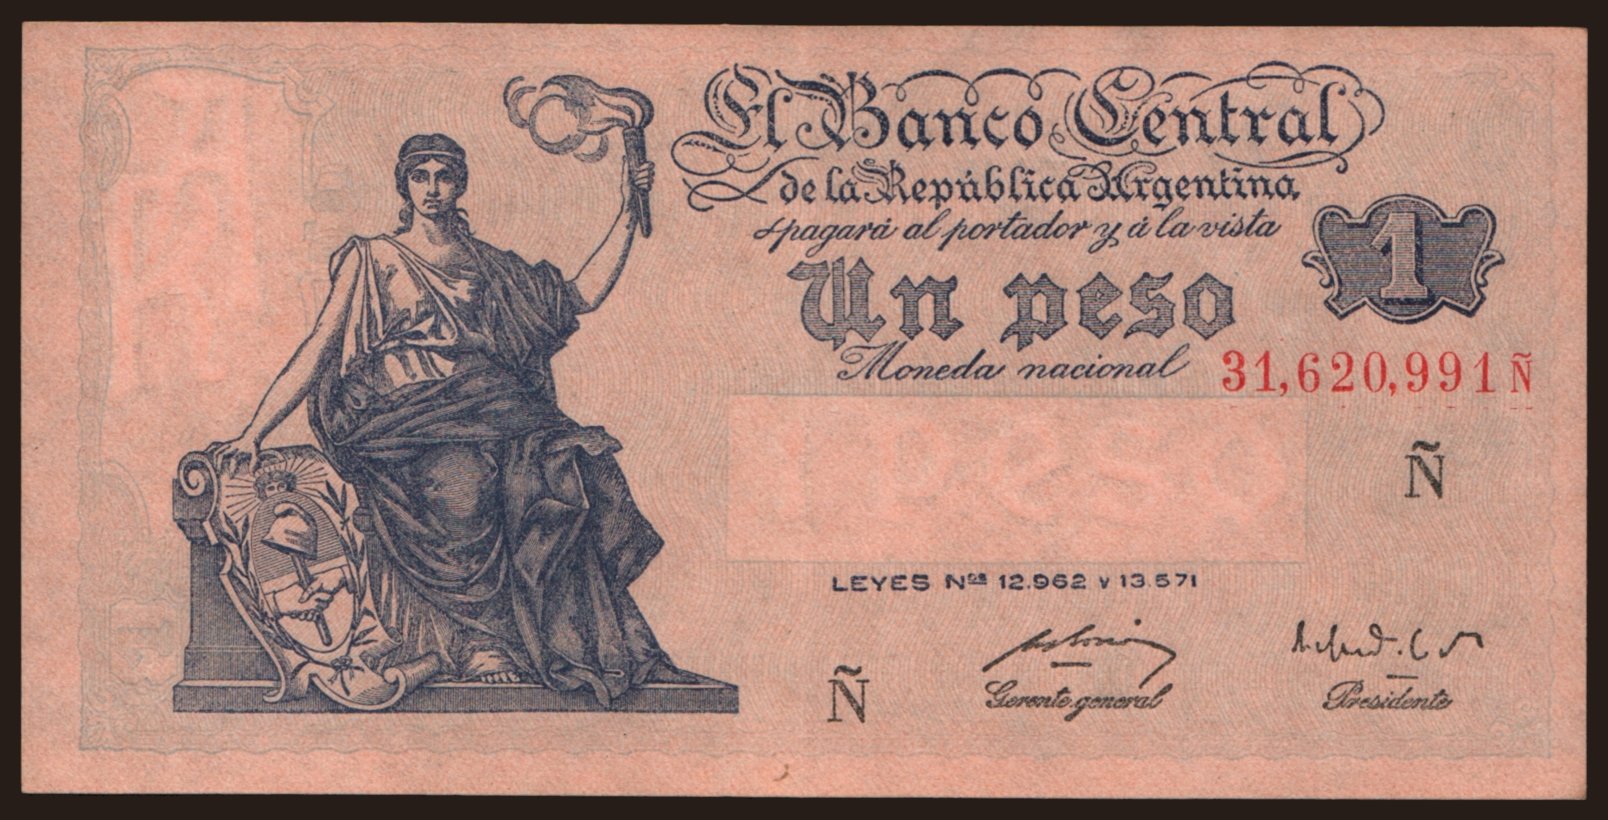 El Banco Central
de la República Argentina
pagará al portador y á la vista
Un peso
1
Moneda nacional
31,620,991 Ñ
Ñ
LEYES Nos 12.962 y 13.571
Ñ
Gerente general
Presidente